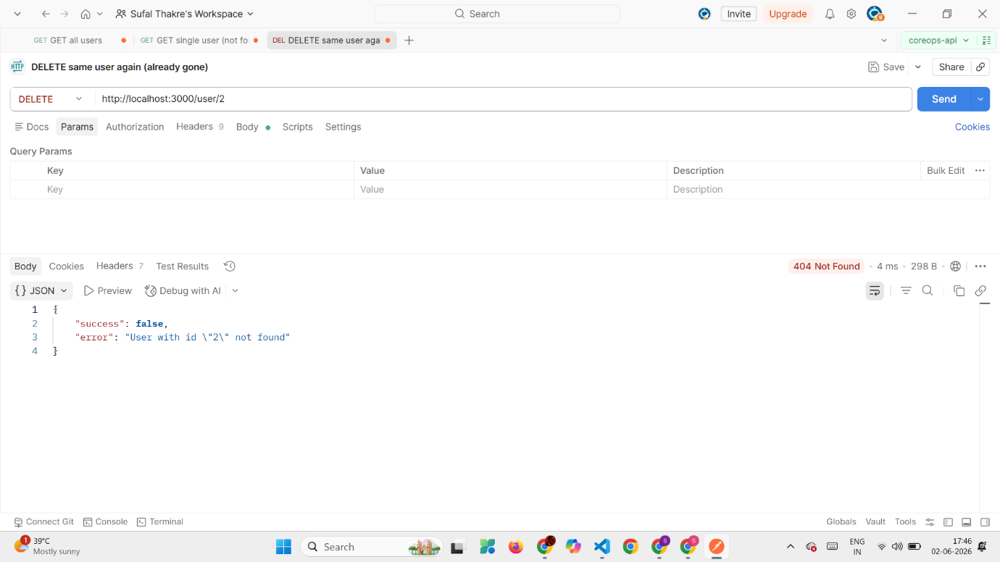 Sufal Thakre's Workspace
Search
Invite
Upgrade
GET GET all users
GET GET single user (not fo
DEL DELETE same user aga
coreops-api
HTTP DELETE same user again (already gone)
Save
Share
DELETE
http://localhost:3000/user/2
Send
Docs
Params
Authorization
Headers 9
Body
Scripts
Settings
Cookies
Query Params
Key
Value
Description
Bulk Edit
Key
Value
Description
Body
Cookies
Headers 7
Test Results
404 Not Found
4 ms
298 B
{ } JSON
Preview
Debug with AI
1 {
2 "success": false,
3 "error": "User with id \"2\" not found"
4 }
Connect Git
Console
Terminal
Globals
Vault
Tools
1
39°C
Mostly sunny
Search
S
S
ENG
IN
17:46
02-06-2026